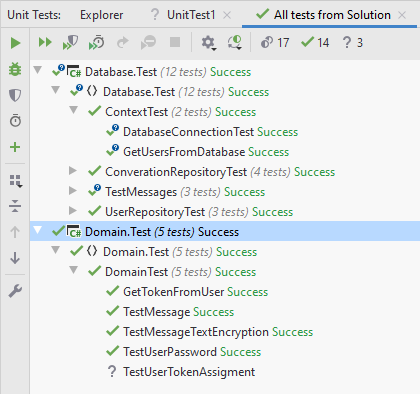 Unit Tests: Explorer UnitTest1 All tests from Solution
17 14 3
Database.Test (12 tests) Success
Database.Test (12 tests) Success
ContextTest (2 tests) Success
DatabaseConnectionTest Success
GetUsersFromDatabase Success
ConverationRepositoryTest (4 tests) Success
TestMessages (3 tests) Success
UserRepositoryTest (3 tests) Success
Domain.Test (5 tests) Success
Domain.Test (5 tests) Success
DomainTest (5 tests) Success
GetTokenFromUser Success
TestMessage Success
TestMessageTextEncryption Success
TestUserPassword Success
TestUserTokenAssigment